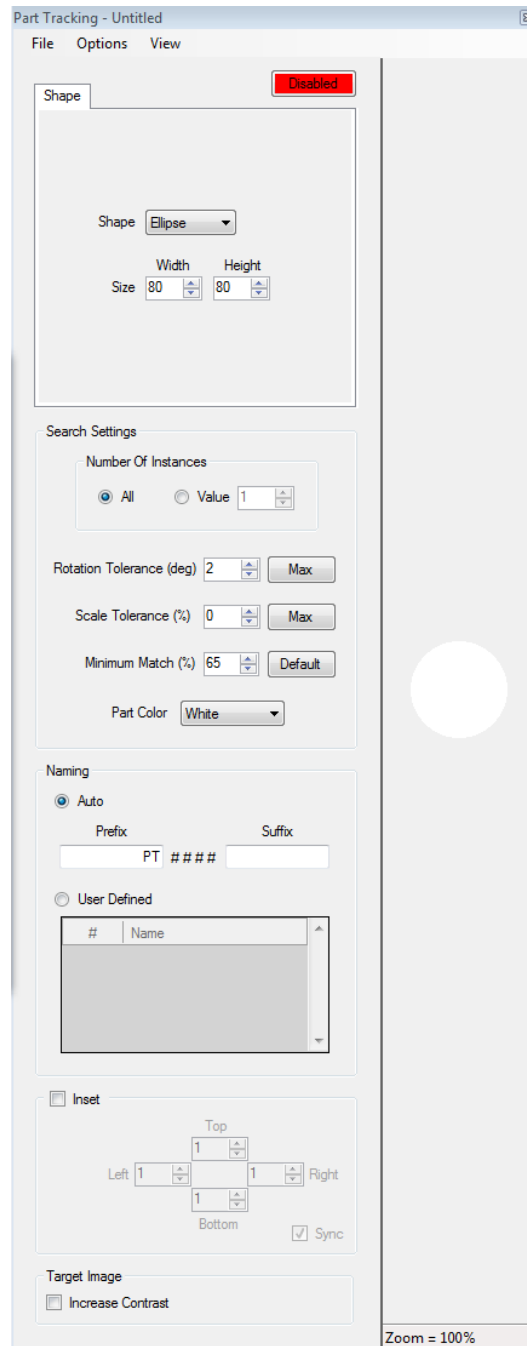 Part Tracking - Untitled
File Options View
Disabled
Shape
Shape Ellipse
Width Height
Size 80 80
Search Settings
Number Of Instances
All Value 1
Rotation Tolerance (deg) 2 Max
Scale Tolerance (%) 0 Max
Minimum Match (%) 65 Default
Part Color White
Naming
Auto
Prefix Suffix
PT ####
User Defined
# Name
Inset
Top
1
Left 1 1 Right
1
Bottom
Sync
Target Image
Increase Contrast
Zoom = 100%